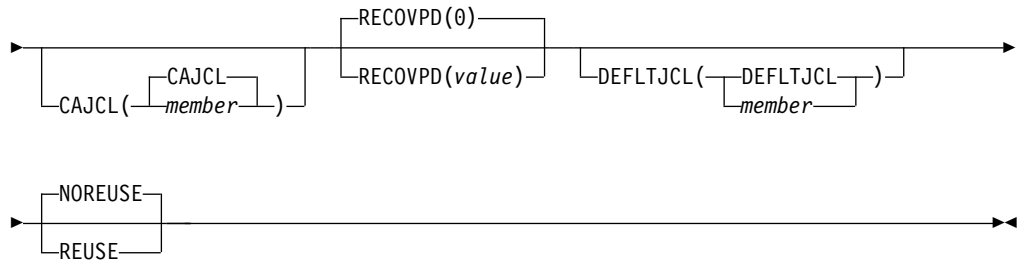 RECOVPD(0)
CAJCL RECOVPD(value) DEFLTJCL( DEFLTJCL )
CAJCL( member ) member
NOREUSE
REUSE